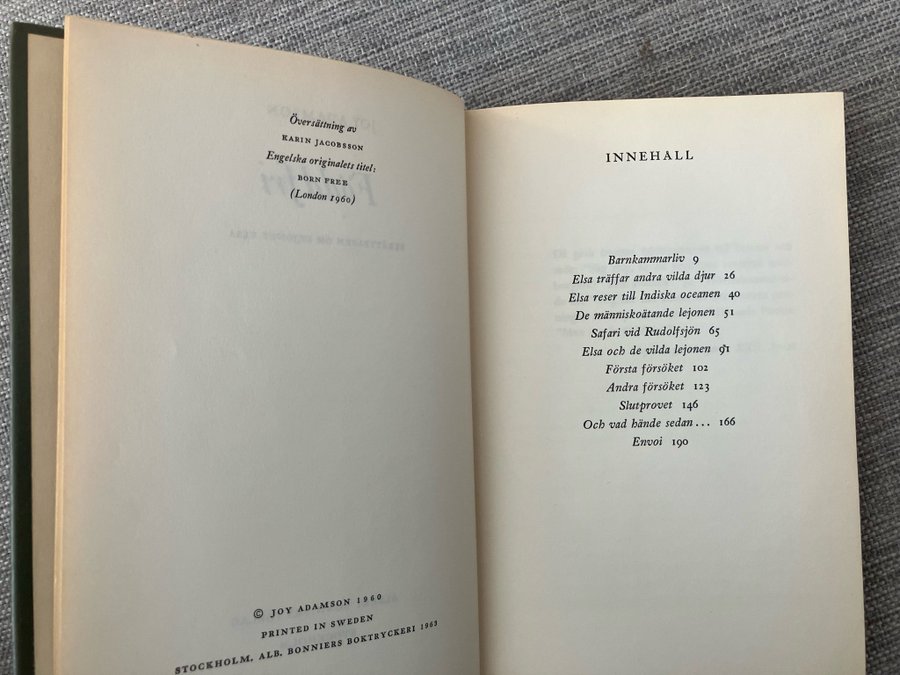 Översättning av
KARIN JACOBSSON
Engelska originalets titel:
BORN FREE
(London 1960)
© JOY ADAMSON 1960
PRINTED IN SWEDEN
STOCKHOLM. ALB. BONNIERS BOKTRYCKERI 1963
INNEHALL
Barnkammarliv 9
Elsa träffar andra vilda djur 26
Elsa reser till Indiska oceanen 40
De människoätande lejonen 51
Safari vid Rudolfsjön 65
Elsa och de vilda lejonen 91
Första försöket 102
Andra försöket 123
Slutprovet 146
Och vad hände sedan... 166
Envoi 190